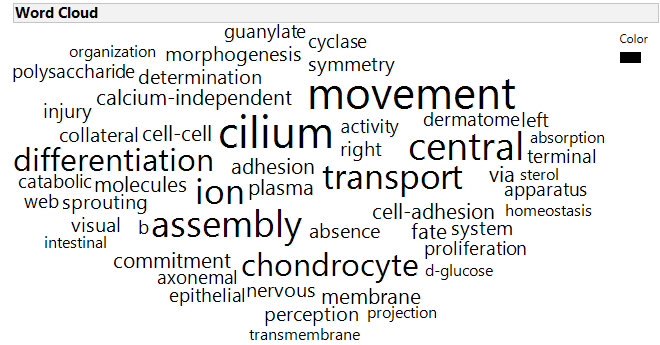 Word Cloud
Color
guanylate
cyclase
organization
morphogenesis
symmetry
polysaccharide
determination
calcium-independent
movement
injury
collateral
cell-cell
cilium
activity
dermatome
left
central
absorption
right
terminal
differentiation
adhesion
transport
via
sterol
catabolic
molecules
ion
plasma
apparatus
web
sprouting
cell-adhesion
homeostasis
visual
b
assembly
absence
fate
system
intestinal
proliferation
commitment
chondrocyte
d-glucose
axonemal
epithelial
nervous
membrane
perception
projection
transmembrane